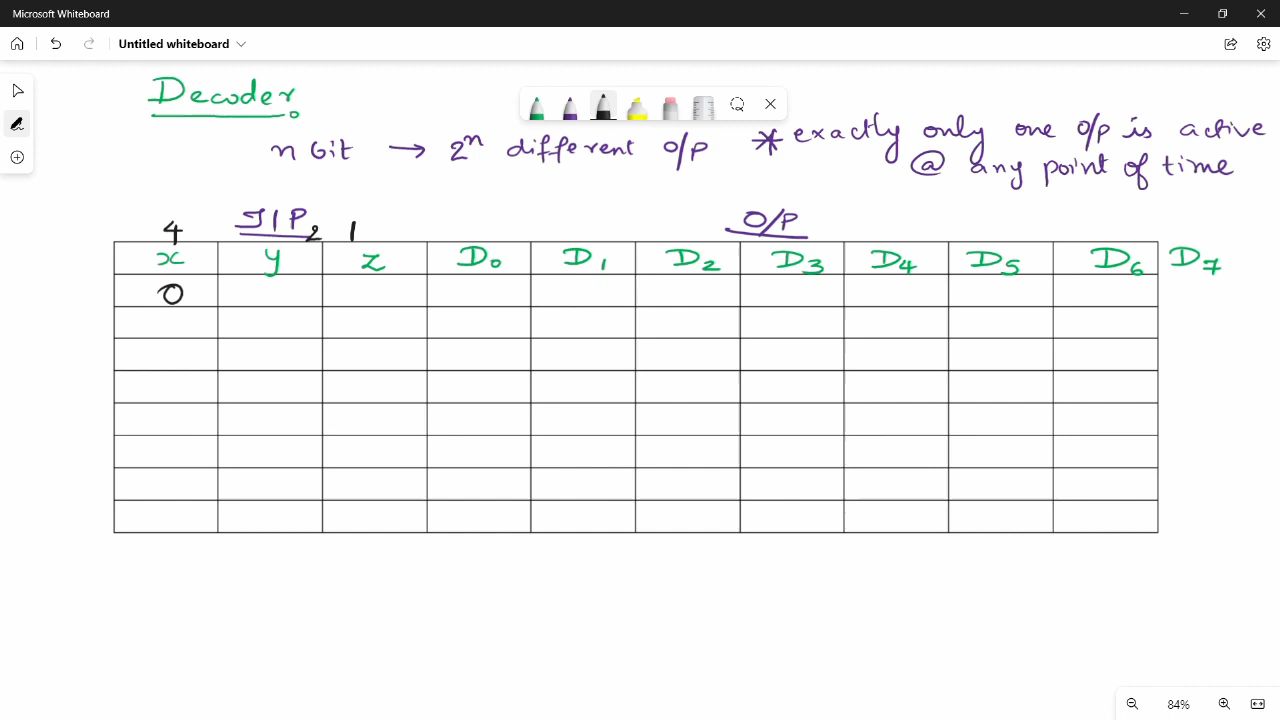 Microsoft Whiteboard
Untitled whiteboard
Decoder
n bit → 2ⁿ different O/P * exactly only one O/P is active
@ any point of time
4 I/P 2 1 O/P
x y z D₀ D₁ D₂ D₃ D₄ D₅ D₆ D₇
0
84%